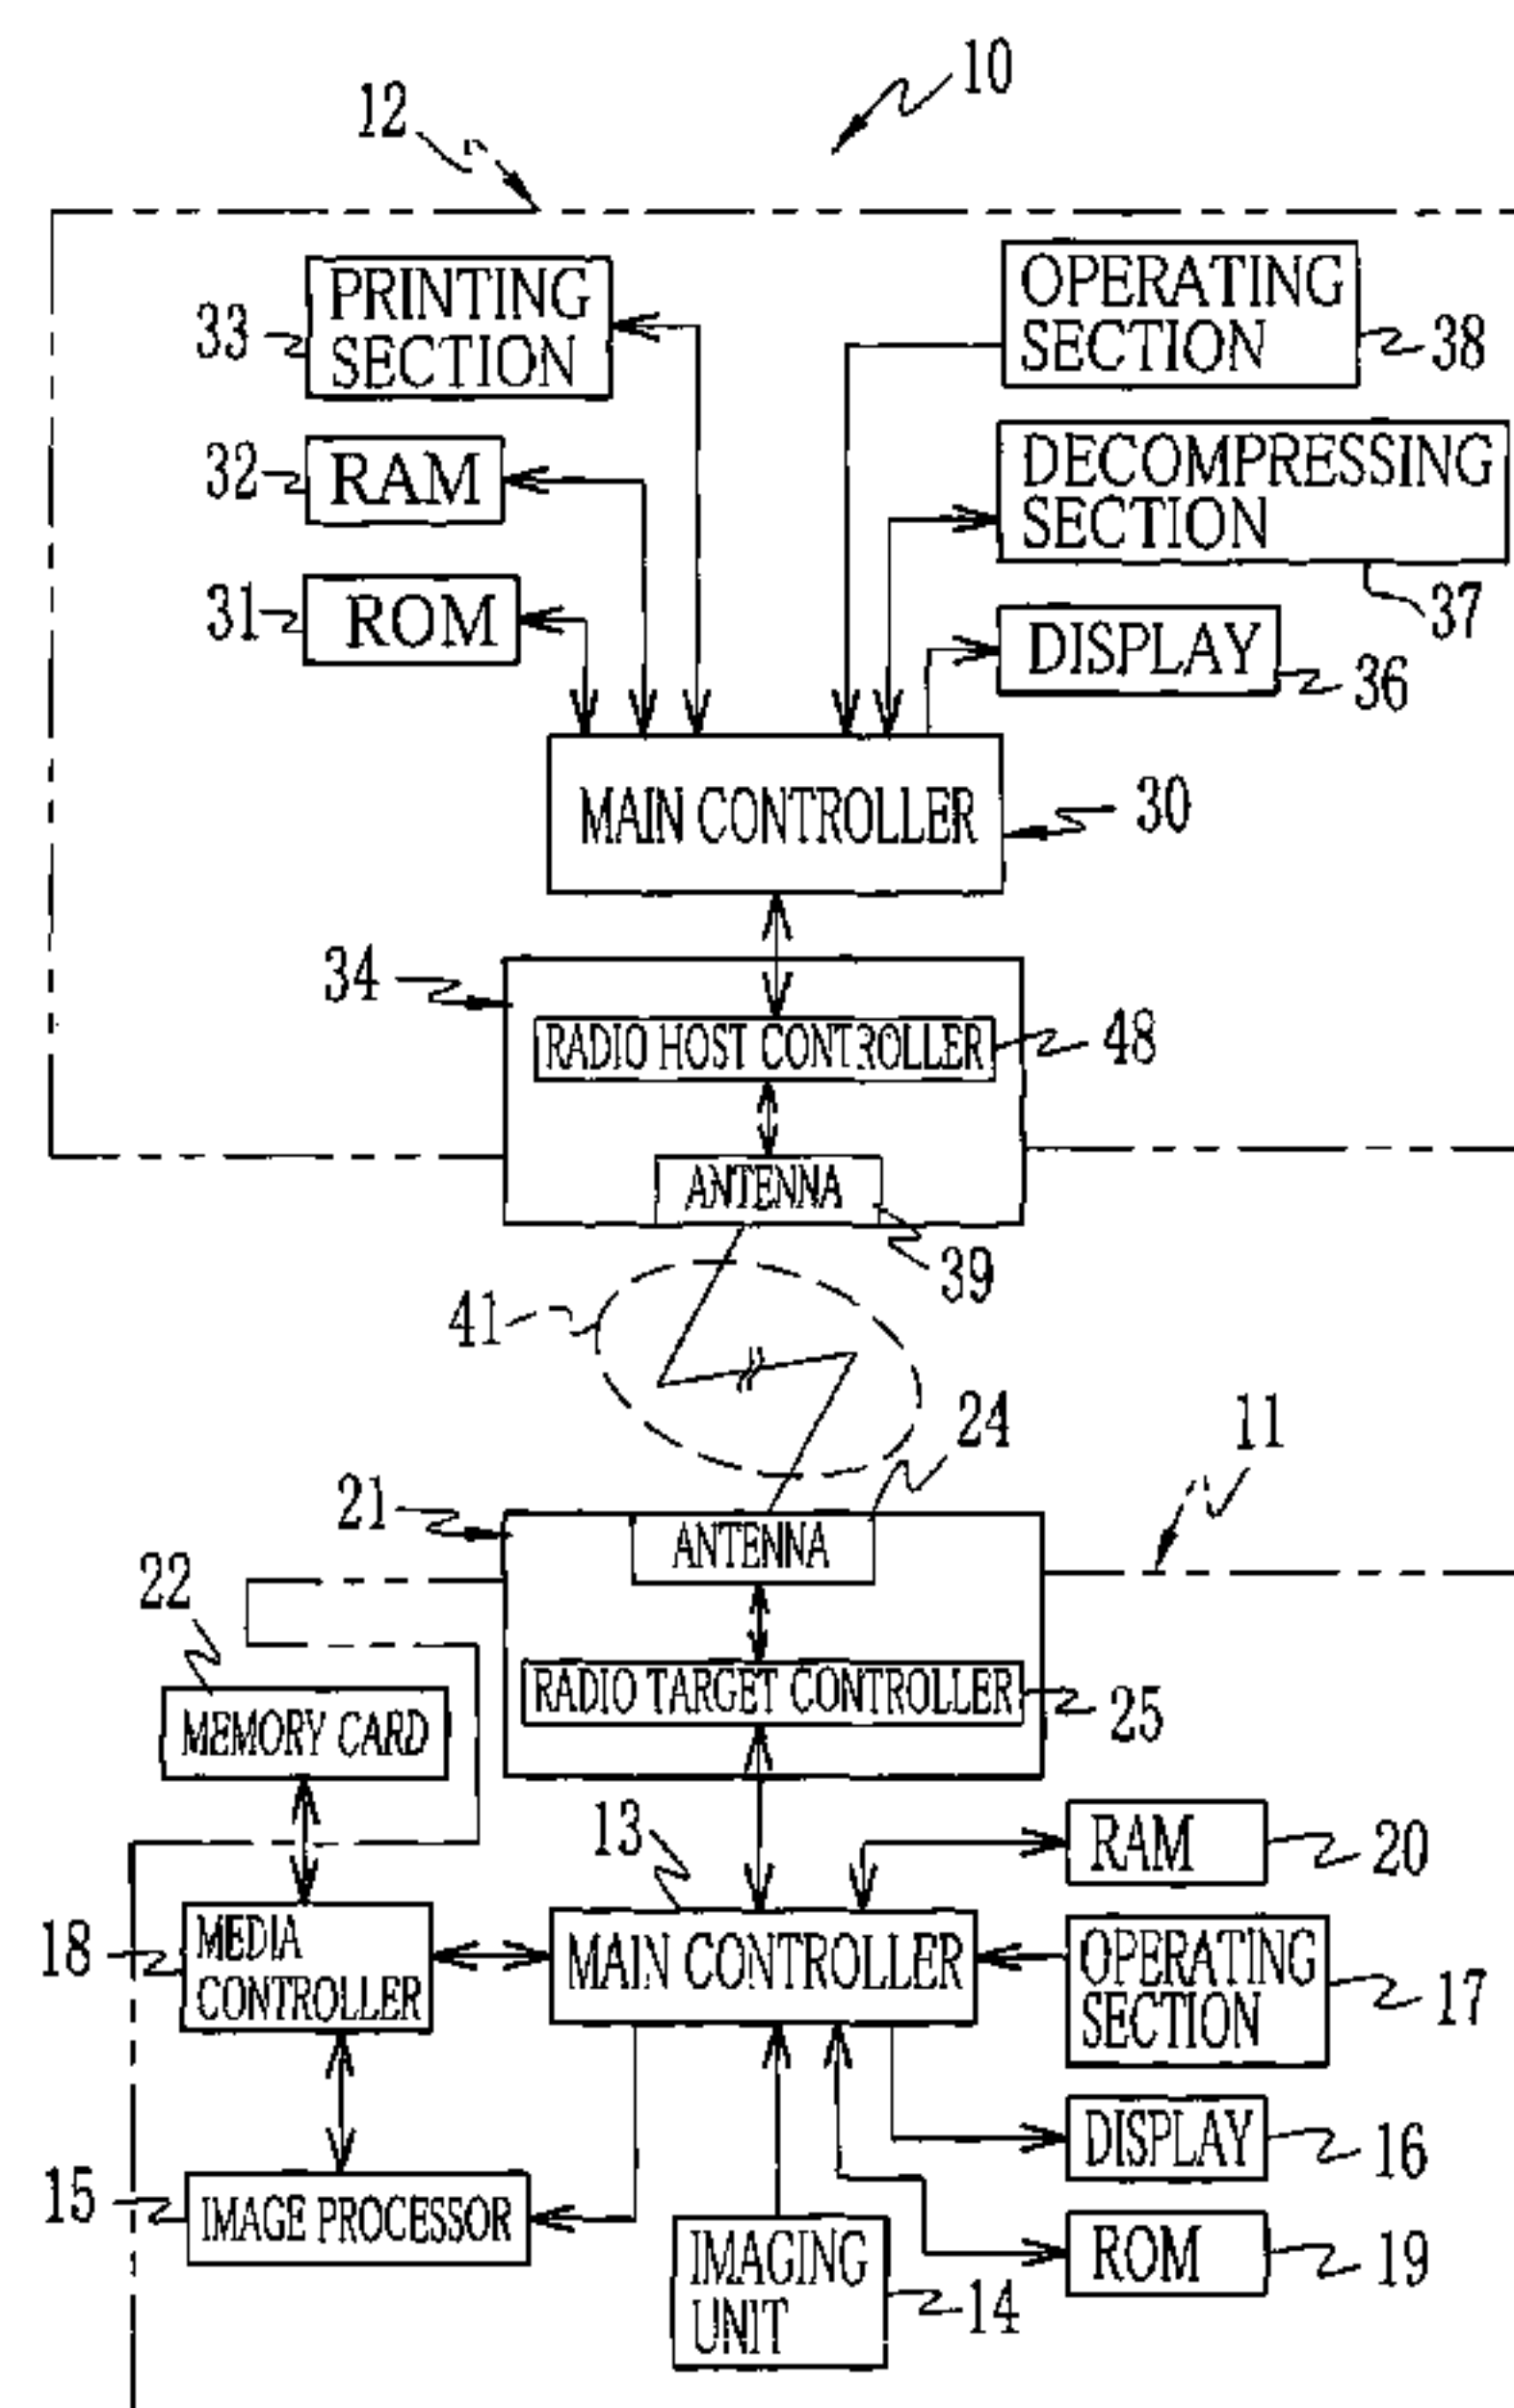 10
12
PRINTING
SECTION
33
OPERATING
SECTION
38
32
RAM
DECOMPRESSING
SECTION
37
31
ROM
DISPLAY
36
MAIN CONTROLLER
30
34
RADIO HOST CONTROLLER
48
ANTENNA
39
41
24
11
21
ANTENNA
22
RADIO TARGET CONTROLLER
25
MEMORY CARD
13
RAM
20
18
MEDIA
CONTROLLER
MAIN CONTROLLER
OPERATING
SECTION
17
DISPLAY
16
15
IMAGE PROCESSOR
IMAGING
UNIT
14
ROM
19